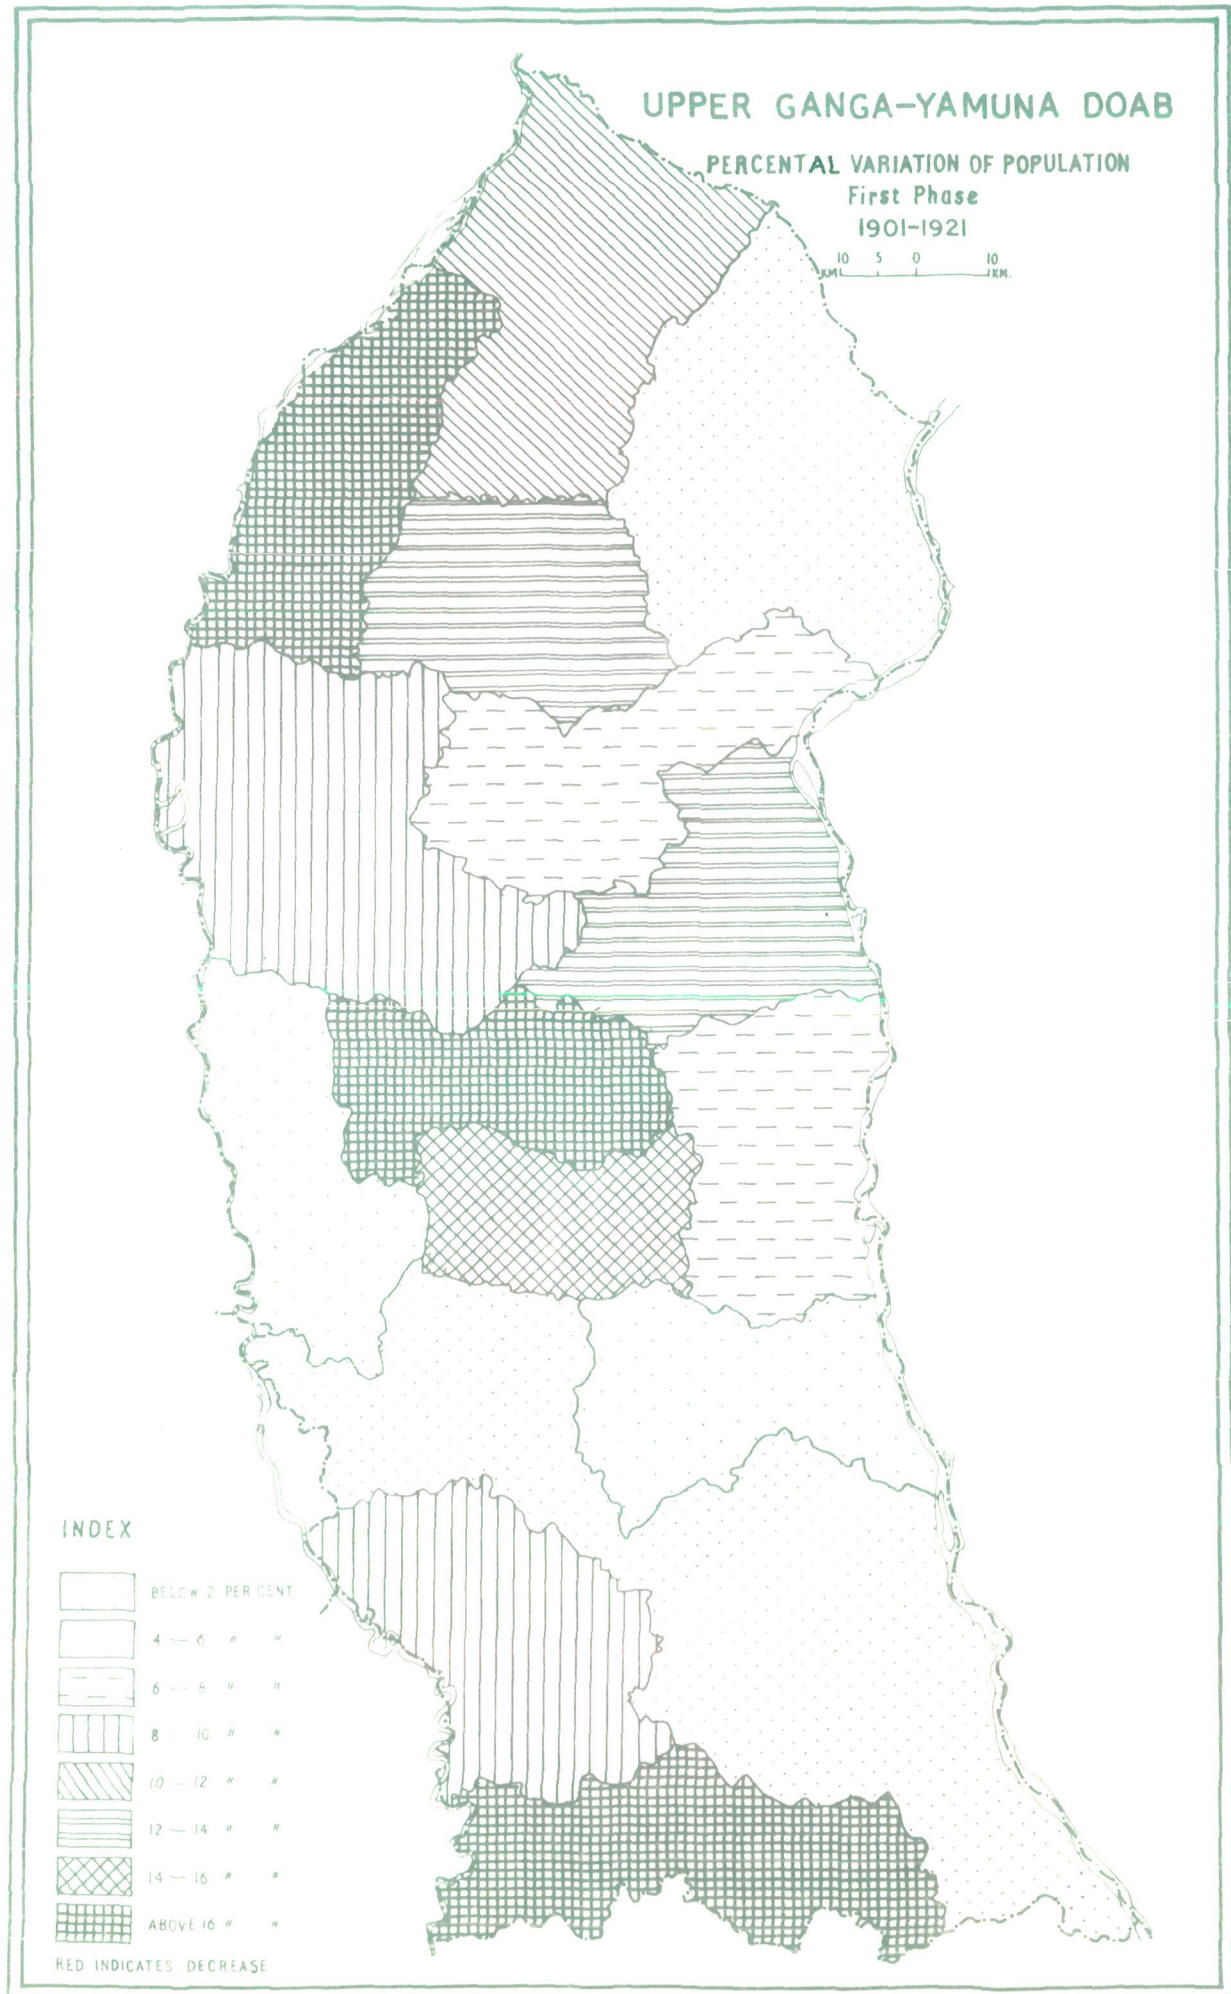 UPPER GANGA-YAMUNA DOAB
PERCENTAL VARIATION OF POPULATION
First Phase
1901-1921
10 5 0 10
KM. KM.
INDEX
BELOW 2 PER CENT
4 — 6 " "
6 — 8 " "
8 10 " "
10 — 12 " "
12 — 14 " "
14 — 16 " "
ABOVE 16 " "
RED INDICATES DECREASE